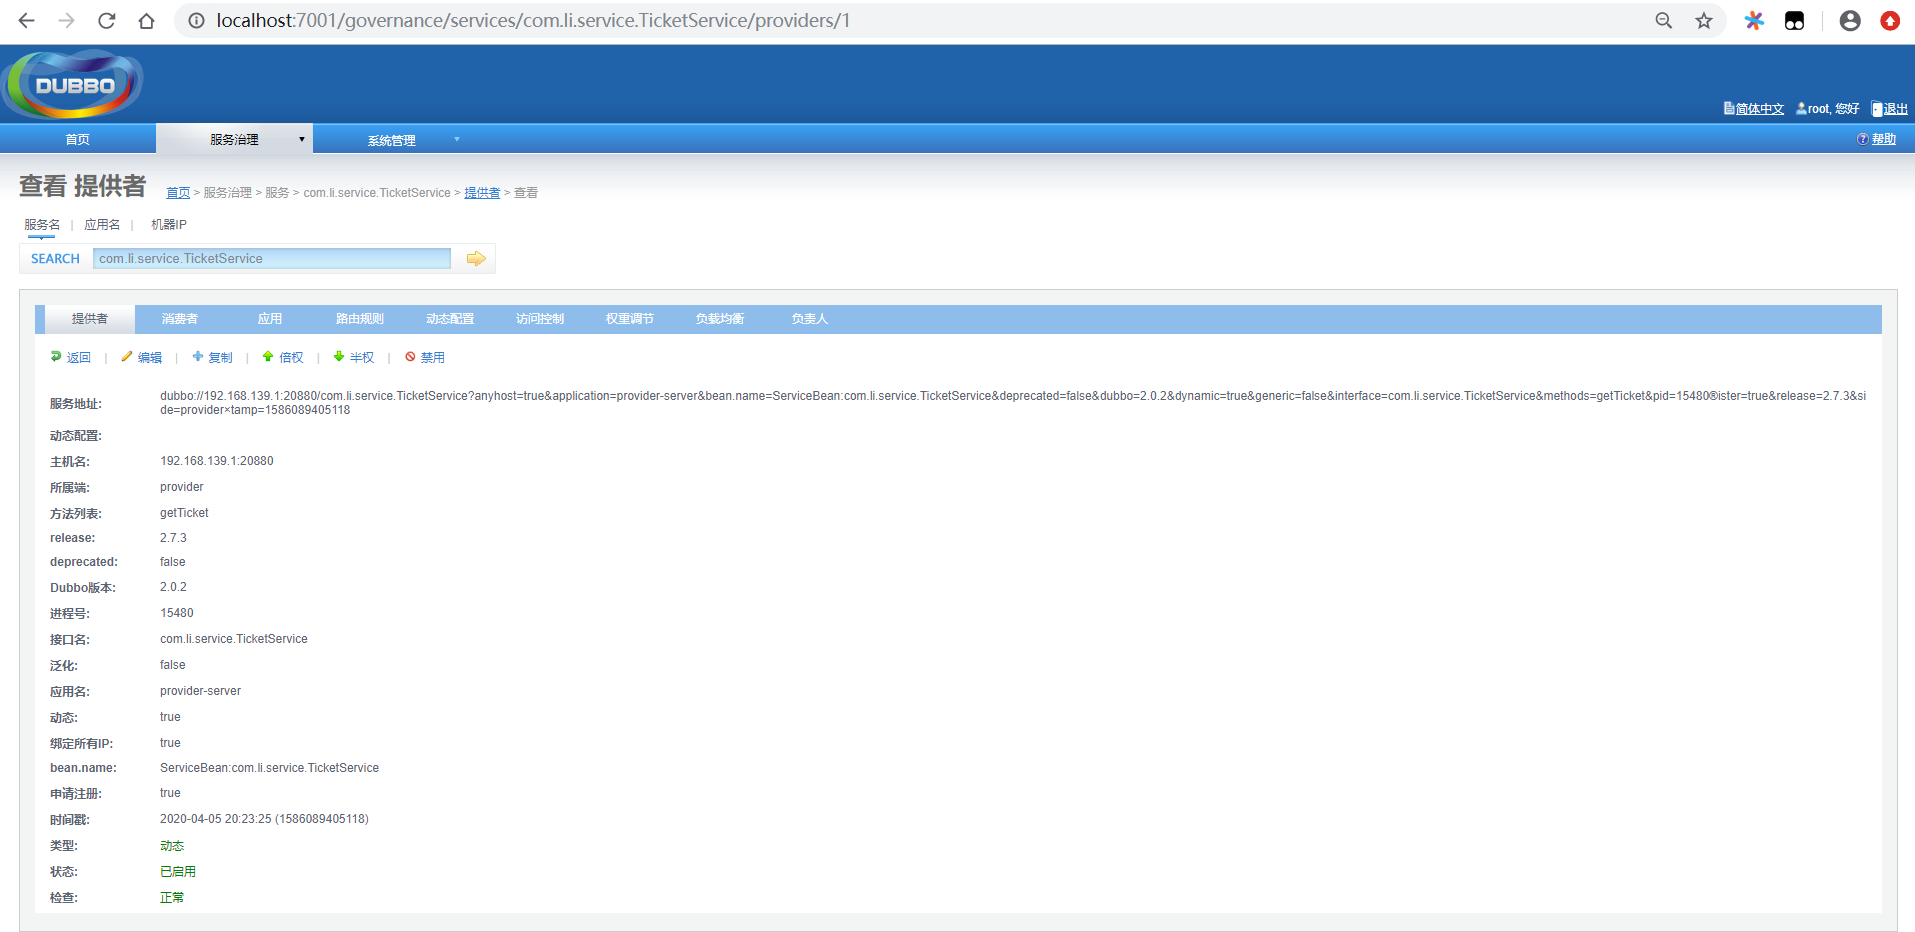 localhost:7001/governance/services/com.li.service.TicketService/providers/1
DUBBO
简体中文 root, 您好 退出
首页 服务治理 系统管理 帮助
查看 提供者 首页 > 服务治理 > 服务 > com.li.service.TicketService > 提供者 > 查看
服务名 | 应用名 | 机器IP
SEARCH com.li.service.TicketService
提供者 消费者 应用 路由规则 动态配置 访问控制 权重调节 负载均衡 负责人
返回 | 编辑 | 复制 | 倍权 | 半权 | 禁用
服务地址: dubbo://192.168.139.1:20880/com.li.service.TicketService?anyhost=true&application=provider-server&bean.name=ServiceBean:com.li.service.TicketService&deprecated=false&dubbo=2.0.2&dynamic=true&generic=false&interface=com.li.service.TicketService&methods=getTicket&pid=15480®ister=true&release=2.7.3&si
de=provider×tamp=1586089405118
动态配置:
主机名: 192.168.139.1:20880
所属端: provider
方法列表: getTicket
release: 2.7.3
deprecated: false
Dubbo版本: 2.0.2
进程号: 15480
接口名: com.li.service.TicketService
泛化: false
应用名: provider-server
动态: true
绑定所有IP: true
bean.name: ServiceBean:com.li.service.TicketService
申请注册: true
时间戳: 2020-04-05 20:23:25 (1586089405118)
类型: 动态
状态: 已启用
检查: 正常